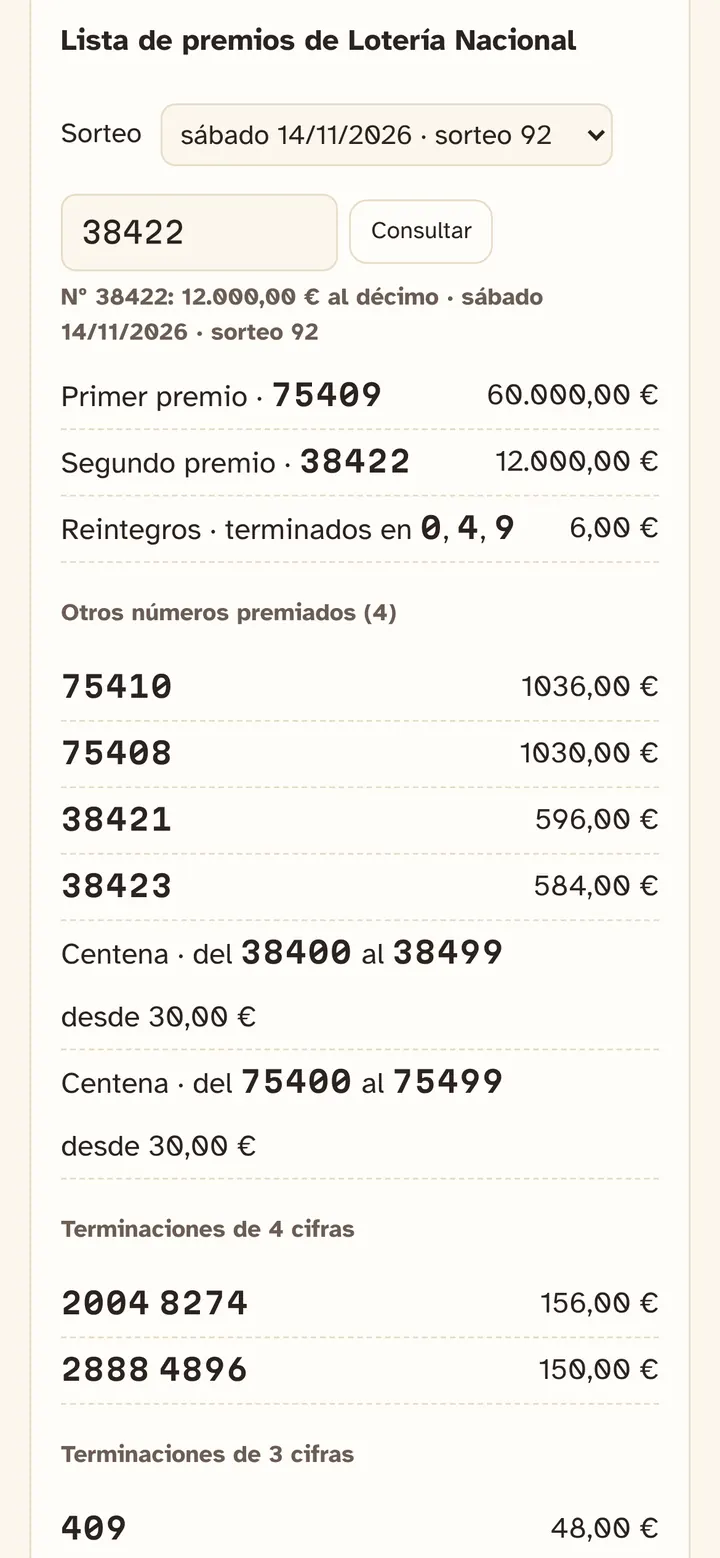 Lista de premios de Lotería Nacional
Sorteo sábado 14/11/2026 · sorteo 92
38422 Consultar
Nº 38422: 12.000,00 € al décimo · sábado
14/11/2026 · sorteo 92
Primer premio · 75409 60.000,00 €
Segundo premio · 38422 12.000,00 €
Reintegros · terminados en 0, 4, 9 6,00 €
Otros números premiados (4)
75410 1036,00 €
75408 1030,00 €
38421 596,00 €
38423 584,00 €
Centena · del 38400 al 38499
desde 30,00 €
Centena · del 75400 al 75499
desde 30,00 €
Terminaciones de 4 cifras
2004 8274 156,00 €
2888 4896 150,00 €
Terminaciones de 3 cifras
409 48,00 €